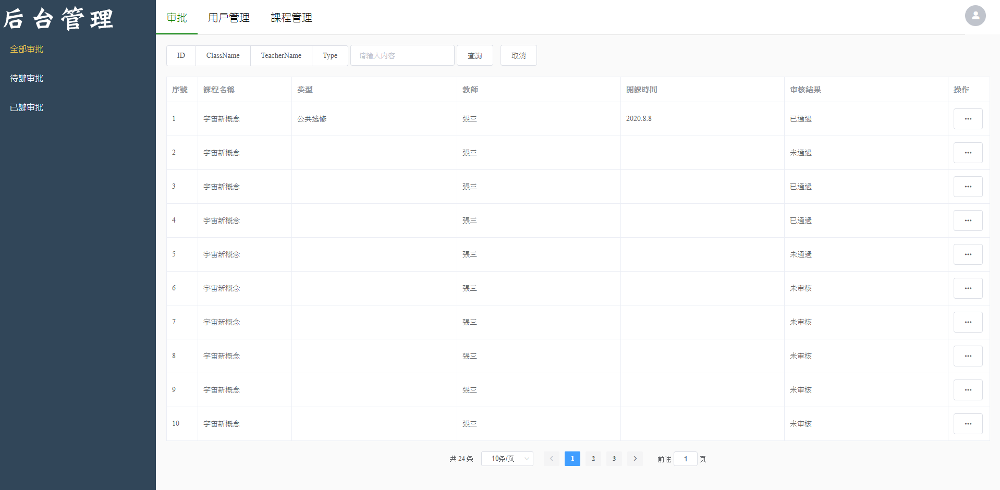 后台管理
全部审批
待辦审批
已辦审批
审批 用戶管理 課程管理
ID ClassName TeacherName Type 请输入内容 查詢 取消
序號 課程名稱 类型 教師 開課時間 审核結果 操作
1 宇宙新概念 公共选修 張三 2020.8.8 已通過
2 宇宙新概念 張三 未通過
3 宇宙新概念 張三 已通過
4 宇宙新概念 張三 已通過
5 宇宙新概念 張三 未通過
6 宇宙新概念 張三 未审核
7 宇宙新概念 張三 未审核
8 宇宙新概念 張三 未审核
9 宇宙新概念 張三 未审核
10 宇宙新概念 張三 未审核
共 24 条 10条/页 1 2 3 前往 1 页